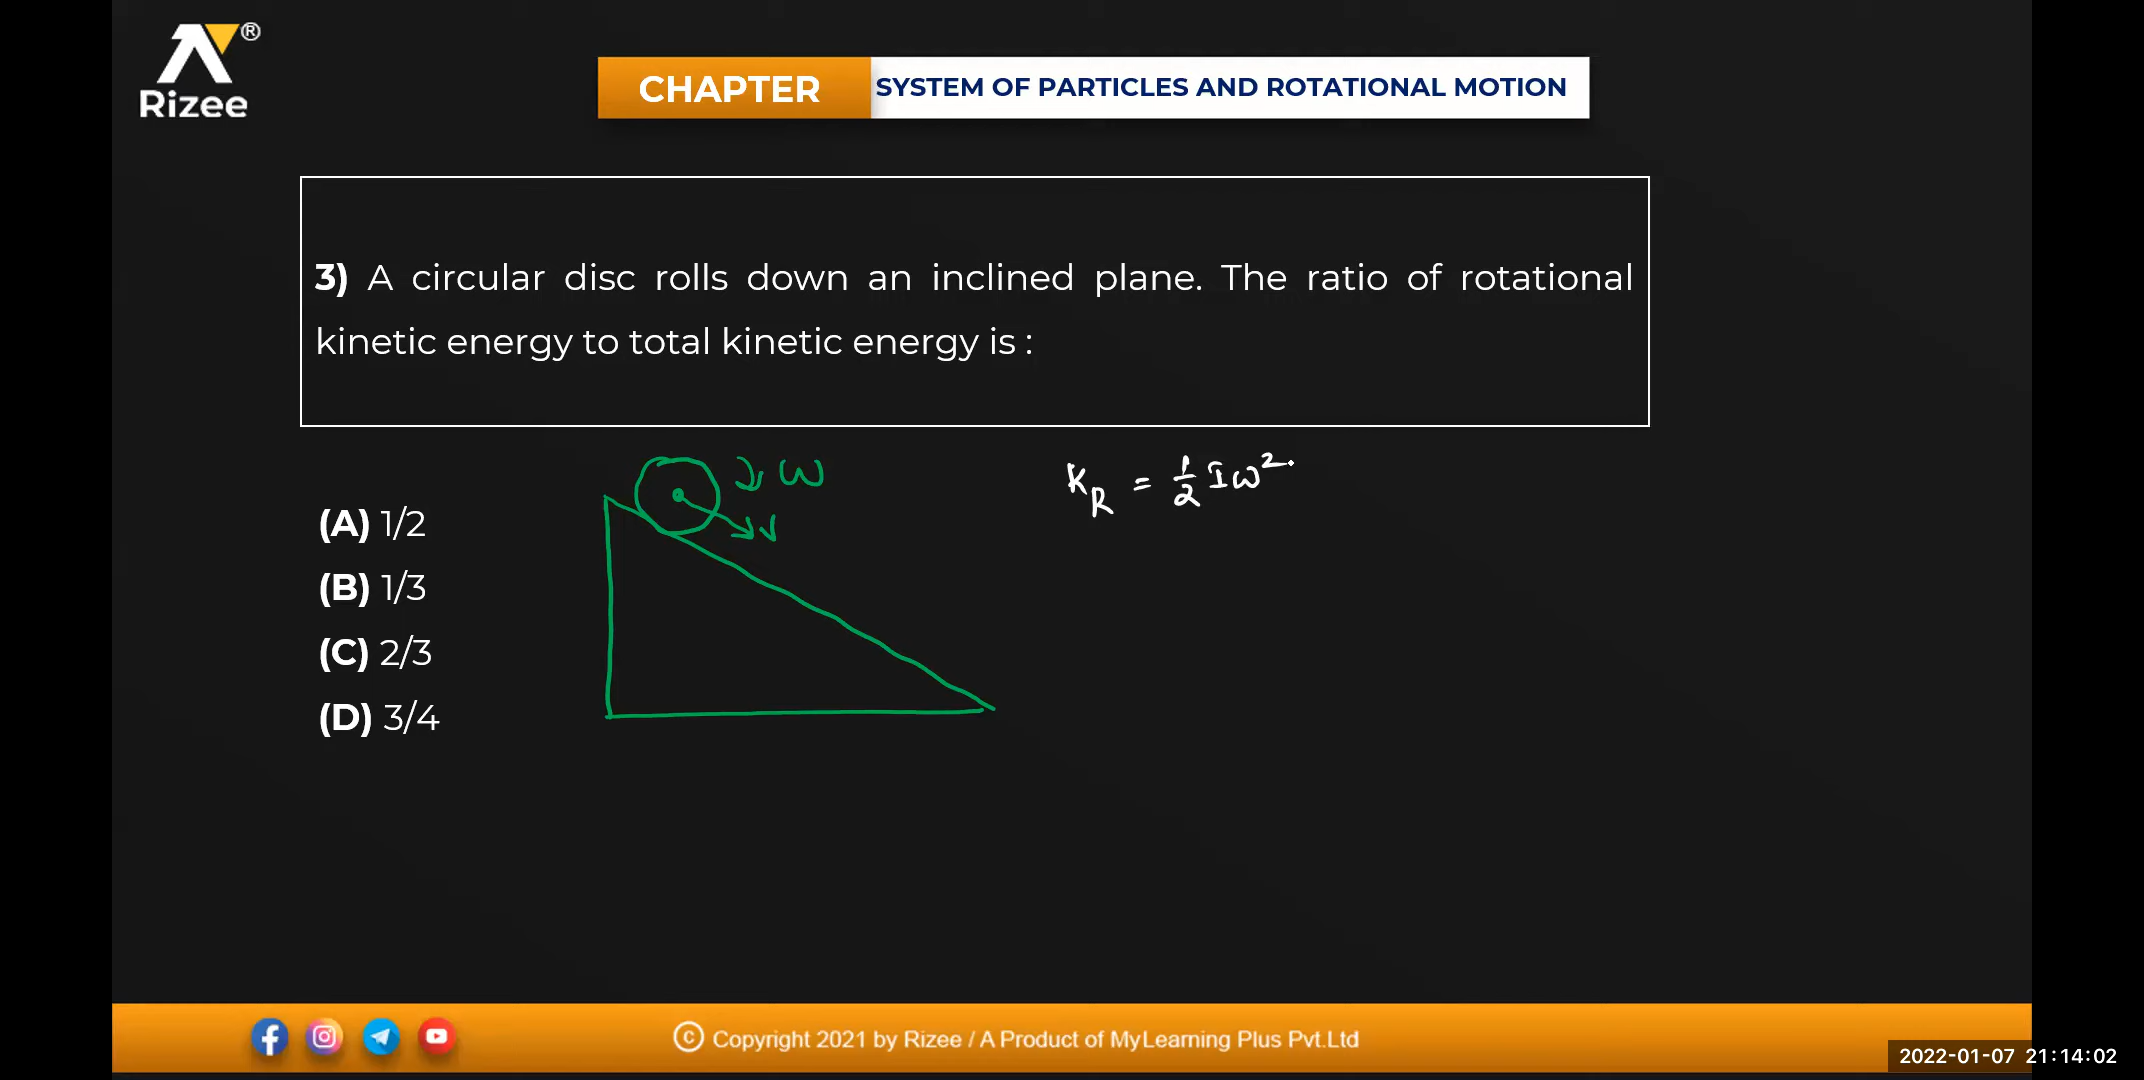 Rizee®
CHAPTER SYSTEM OF PARTICLES AND ROTATIONAL MOTION
3) A circular disc rolls down an inclined plane. The ratio of rotational
kinetic energy to total kinetic energy is :
ω
v
K_R = 1/2 Iω²
(A) 1/2
(B) 1/3
(C) 2/3
(D) 3/4
© Copyright 2021 by Rizee / A Product of MyLearning Plus Pvt.Ltd
2022-01-07 21:14:02